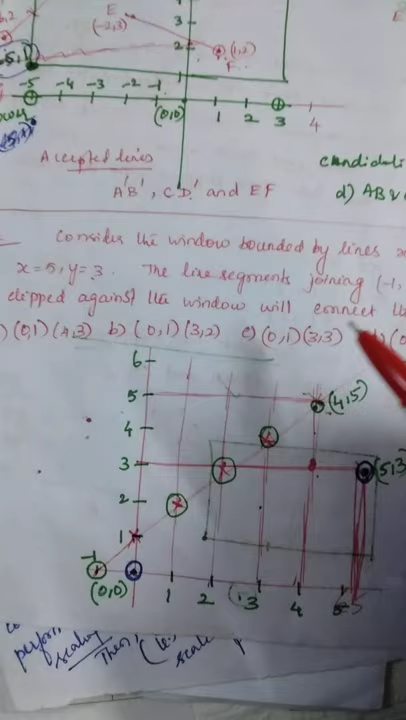 E
(-2,3)
3
2
(1,2)
F
-5 -4 -3 -2 -1
(0,0)
1 2 3 4
Accepted lines
A'B', CD' and EF
d) AB
Consider the window bounded by lines
x=5, y=3. The line segments joining (-1,
clipped against the window will connect
(0,1)(4,3) b) (0,1)(3,2) c) (0,1)(3,3)
6
5
(4,5)
4
3
(5,3
2
1
-1
(0,0)
1 2 3 4 5
perform
scaling
Then,
scale